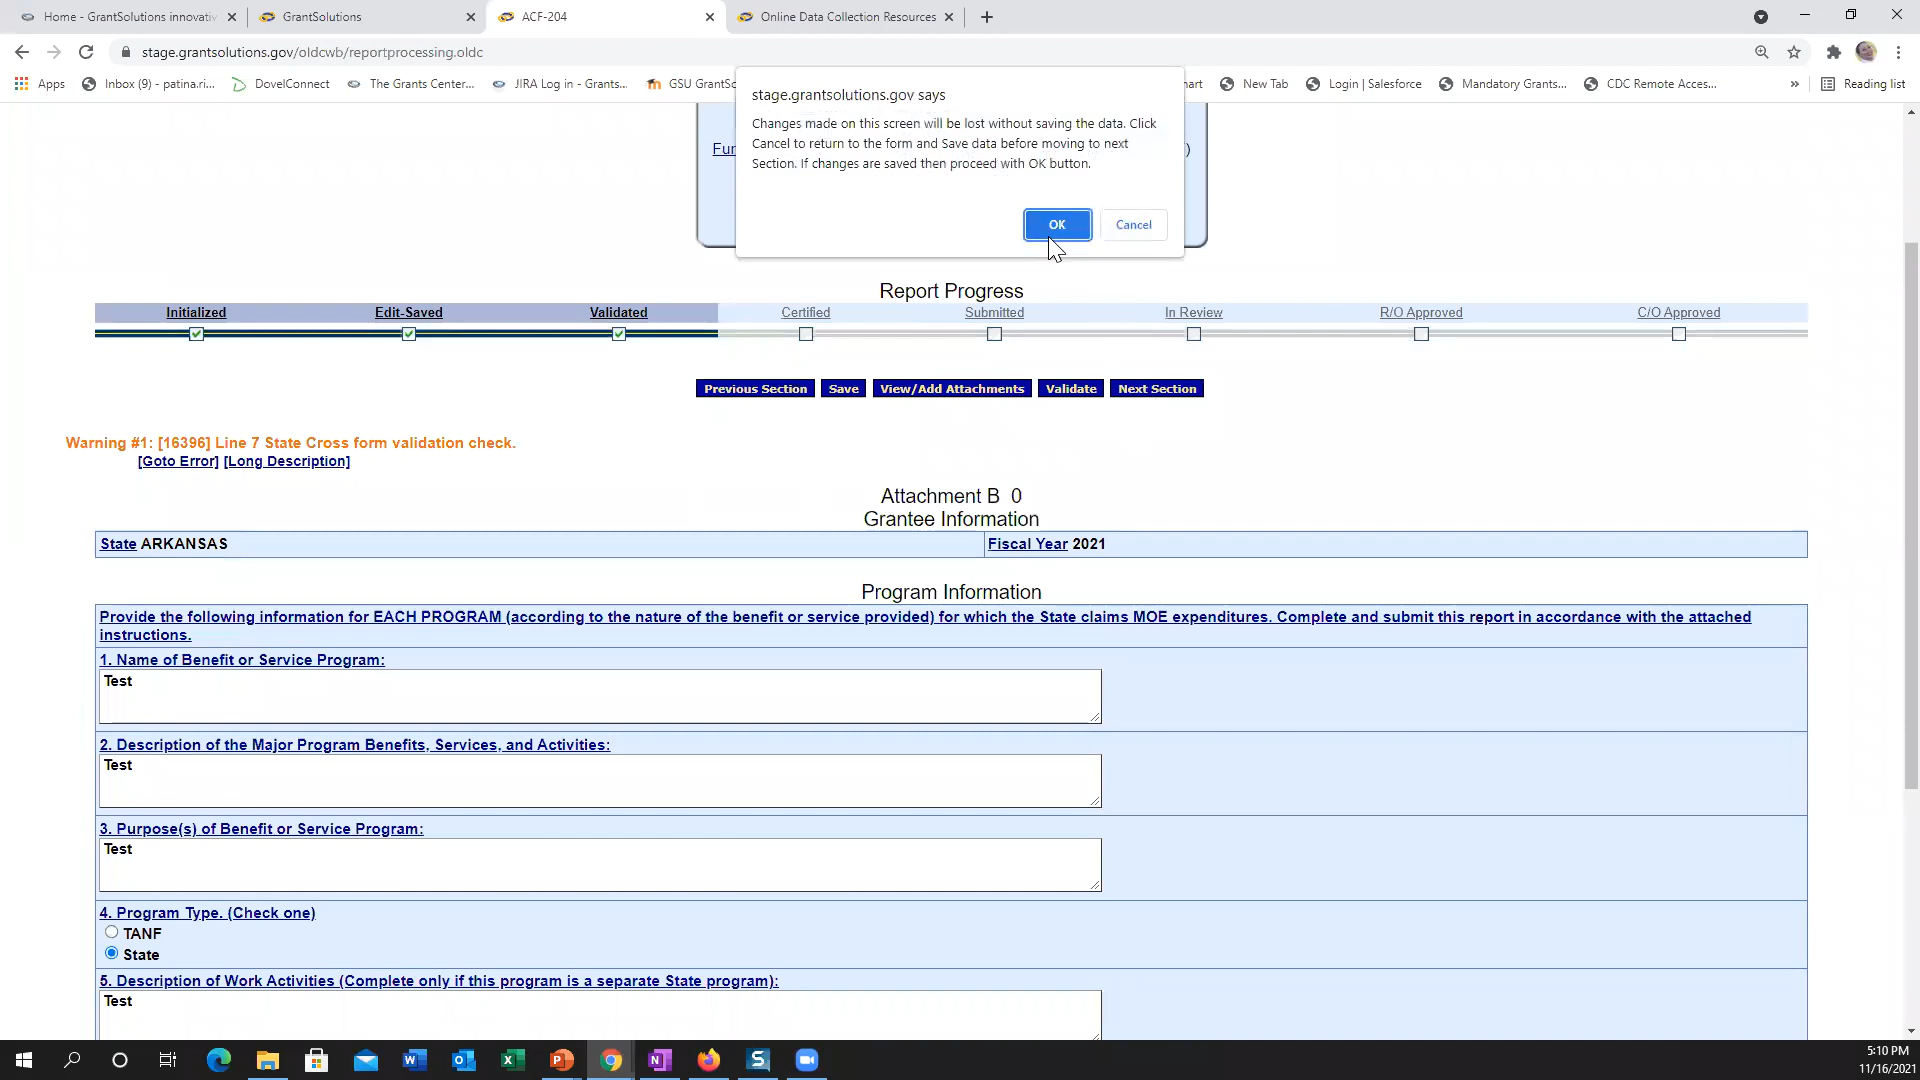 Home - GrantSolutions innovativ
GrantSolutions
ACF-204
Online Data Collection Resources
stage.grantsolutions.gov/oldcwb/reportprocessing.oldc
Apps
Inbox (9) - patina.ri...
DovelConnect
The Grants Center...
JIRA Log in - Grants...
GSU GrantSo
mart
New Tab
Login | Salesforce
Mandatory Grants...
CDC Remote Acces...
»
Reading list
stage.grantsolutions.gov says
Changes made on this screen will be lost without saving the data. Click
Cancel to return to the form and Save data before moving to next
Section. If changes are saved then proceed with OK button.
OK
Cancel
Fun
)
Report Progress
Initialized
Edit-Saved
Validated
Certified
Submitted
In Review
R/O Approved
C/O Approved
Previous Section
Save
View/Add Attachments
Validate
Next Section
Warning #1: [16396] Line 7 State Cross form validation check.
[Goto Error] [Long Description]
Attachment B 0
Grantee Information
State ARKANSAS
Fiscal Year 2021
Program Information
Provide the following information for EACH PROGRAM (according to the nature of the benefit or service provided) for which the State claims MOE expenditures. Complete and submit this report in accordance with the attached
instructions.
1. Name of Benefit or Service Program:
Test
2. Description of the Major Program Benefits, Services, and Activities:
Test
3. Purpose(s) of Benefit or Service Program:
Test
4. Program Type. (Check one)
TANF
State
5. Description of Work Activities (Complete only if this program is a separate State program):
Test
5:10 PM
11/16/2021